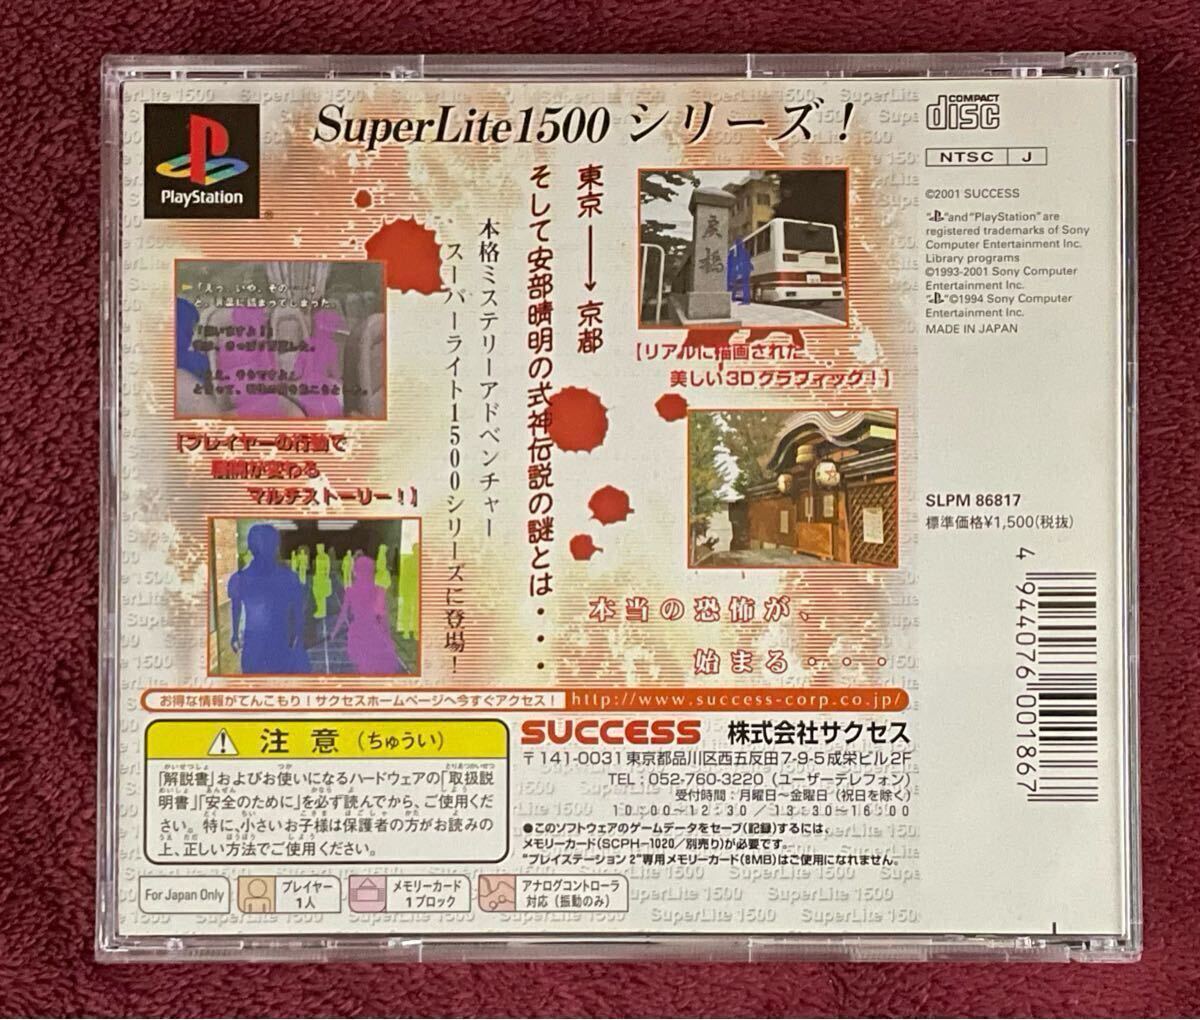 PlayStation
SuperLite1500 シリーズ！
COMPACT
disc
NTSC J
©2001 SUCCESS
"and "PlayStation" are
registered trademarks of Sony
Computer Entertainment Inc.
Library programs
©1993-2001 Sony Computer
Entertainment Inc.
©1994 Sony Computer
Entertainment Inc.
MADE IN JAPAN
SLPM 86817
標準価格¥1,500(税抜)
4 944076 001867
東京→京都
そして安部晴明の式神伝説の謎とは・・・
本格ミステリーアドベンチャー
スーパーライト1500シリーズに登場！
戻橋
【リアルに描画された
美しい3Dグラフィック！】
【プレイヤーの行動で
展開が変わる
マルチストーリー！】
本当の恐怖が、
始まる・・・
お得な情報がてんこもり！サクセスホームページへ今すぐアクセス！ http://www.success-corp.co.jp/
注意（ちゅうい）
「解説書」およびお使いになるハードウェアの「取扱説
明書」「安全のために」を必ず読んでから、ご使用くだ
さい。特に、小さいお子様は保護者の方がお読みの
上、正しい方法でご使用ください。
SUCCESS 株式会社サクセス
〒141-0031 東京都品川区西五反田7-9-5成栄ビル2F
TEL：052-760-3220（ユーザーテレフォン）
受付時間：月曜日～金曜日（祝日を除く）
10：00～12：30／13：30～16：00
●このソフトウェアのゲームデータをセーブ（記録）するには、
メモリーカード(SCPH-1020／別売り)が必要です。
"プレイステーション 2"専用メモリーカード(8MB)はご使用になれません。
For Japan Only
プレイヤー
1人
メモリーカード
1ブロック
アナログコントローラ
対応（振動のみ）